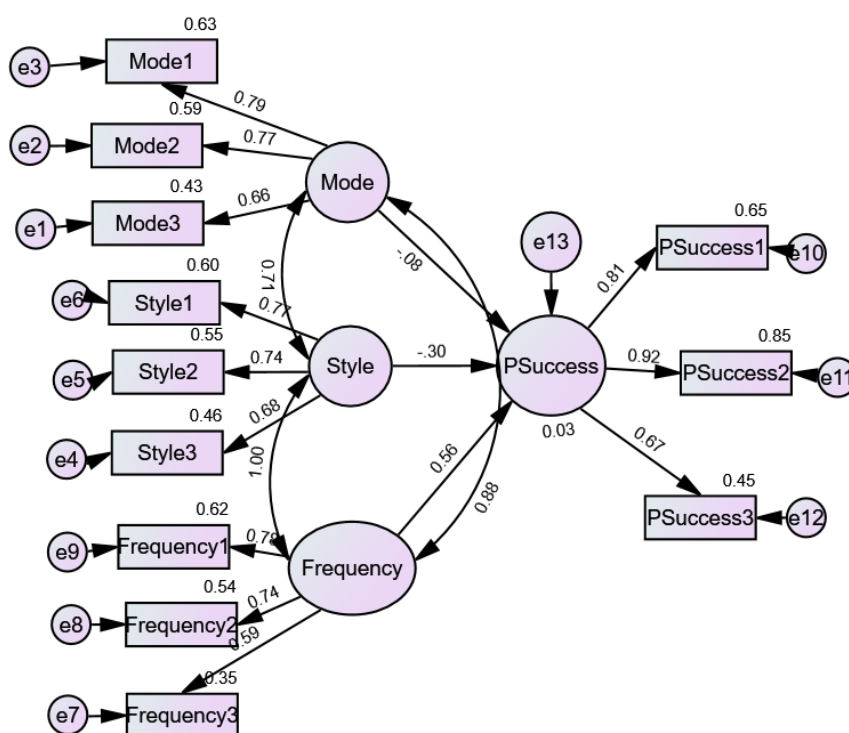 0.63
e3
Mode1
0.79
0.59
e2
Mode2
0.77
Mode
0.43
e1
Mode3
0.66
e13
0.65
PSuccess1
e10
0.71
-.08
0.81
0.60
e6
Style1
0.77
0.55
e5
Style2
0.74
Style
-.30
PSuccess
0.92
0.85
PSuccess2
e11
0.03
0.46
e4
Style3
0.68
1.00
0.56
0.88
0.67
0.45
PSuccess3
e12
0.62
e9
Frequency1
0.78
Frequency
0.54
e8
Frequency2
0.74
0.59
0.35
e7
Frequency3